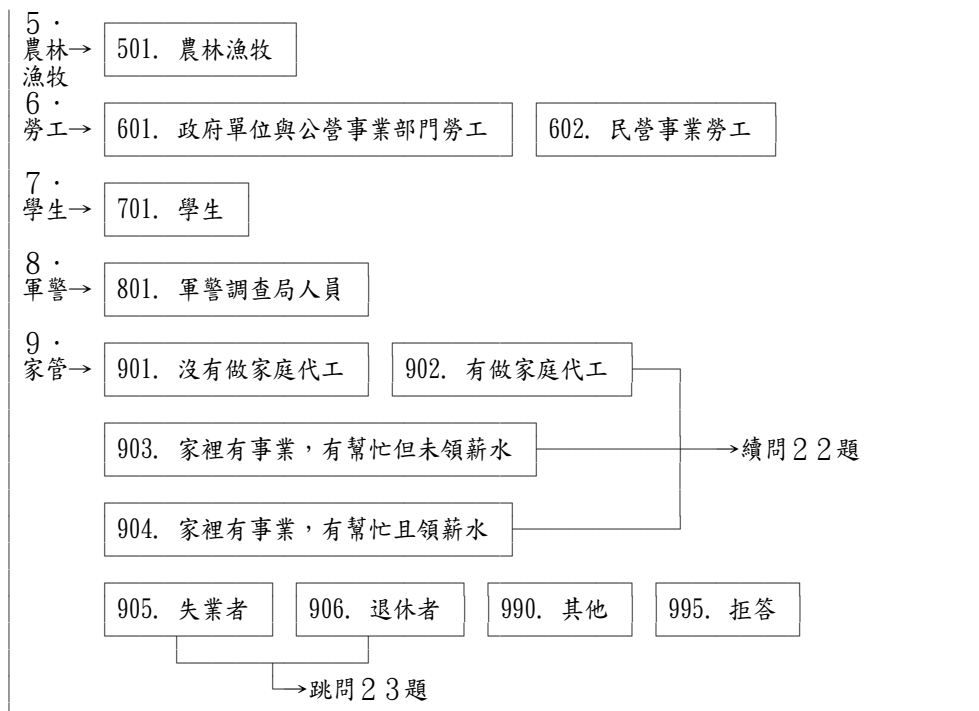 5．
農林→ 501. 農林漁牧
漁牧
6．
勞工→ 601. 政府單位與公營事業部門勞工 602. 民營事業勞工
7．
學生→ 701. 學生
8．
軍警→ 801. 軍警調查局人員
9．
家管→ 901. 沒有做家庭代工 902. 有做家庭代工
903. 家裡有事業，有幫忙但未領薪水 →續問２２題
904. 家裡有事業，有幫忙且領薪水
905. 失業者 906. 退休者 990. 其他 995. 拒答
→跳問２３題